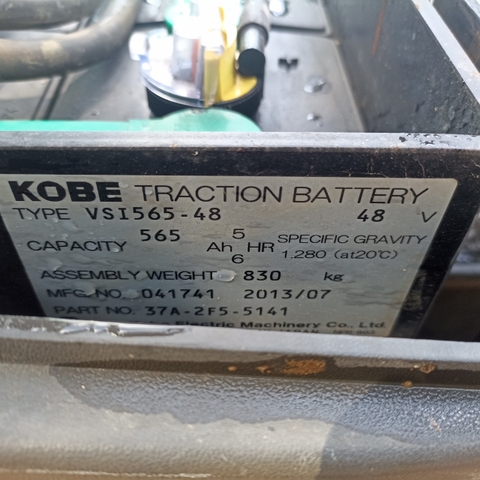 KOBE TRACTION BATTERY
TYPE VSI565-48 48 V
CAPACITY 565 Ah 5 HR 6 SPECIFIC GRAVITY
1.280 (at20℃)
ASSEMBLY WEIGHT 830 kg
MFG NO. 041741 2013/07
PART NO. 37A-2F5-5141
Electric Machinery Co., Ltd.